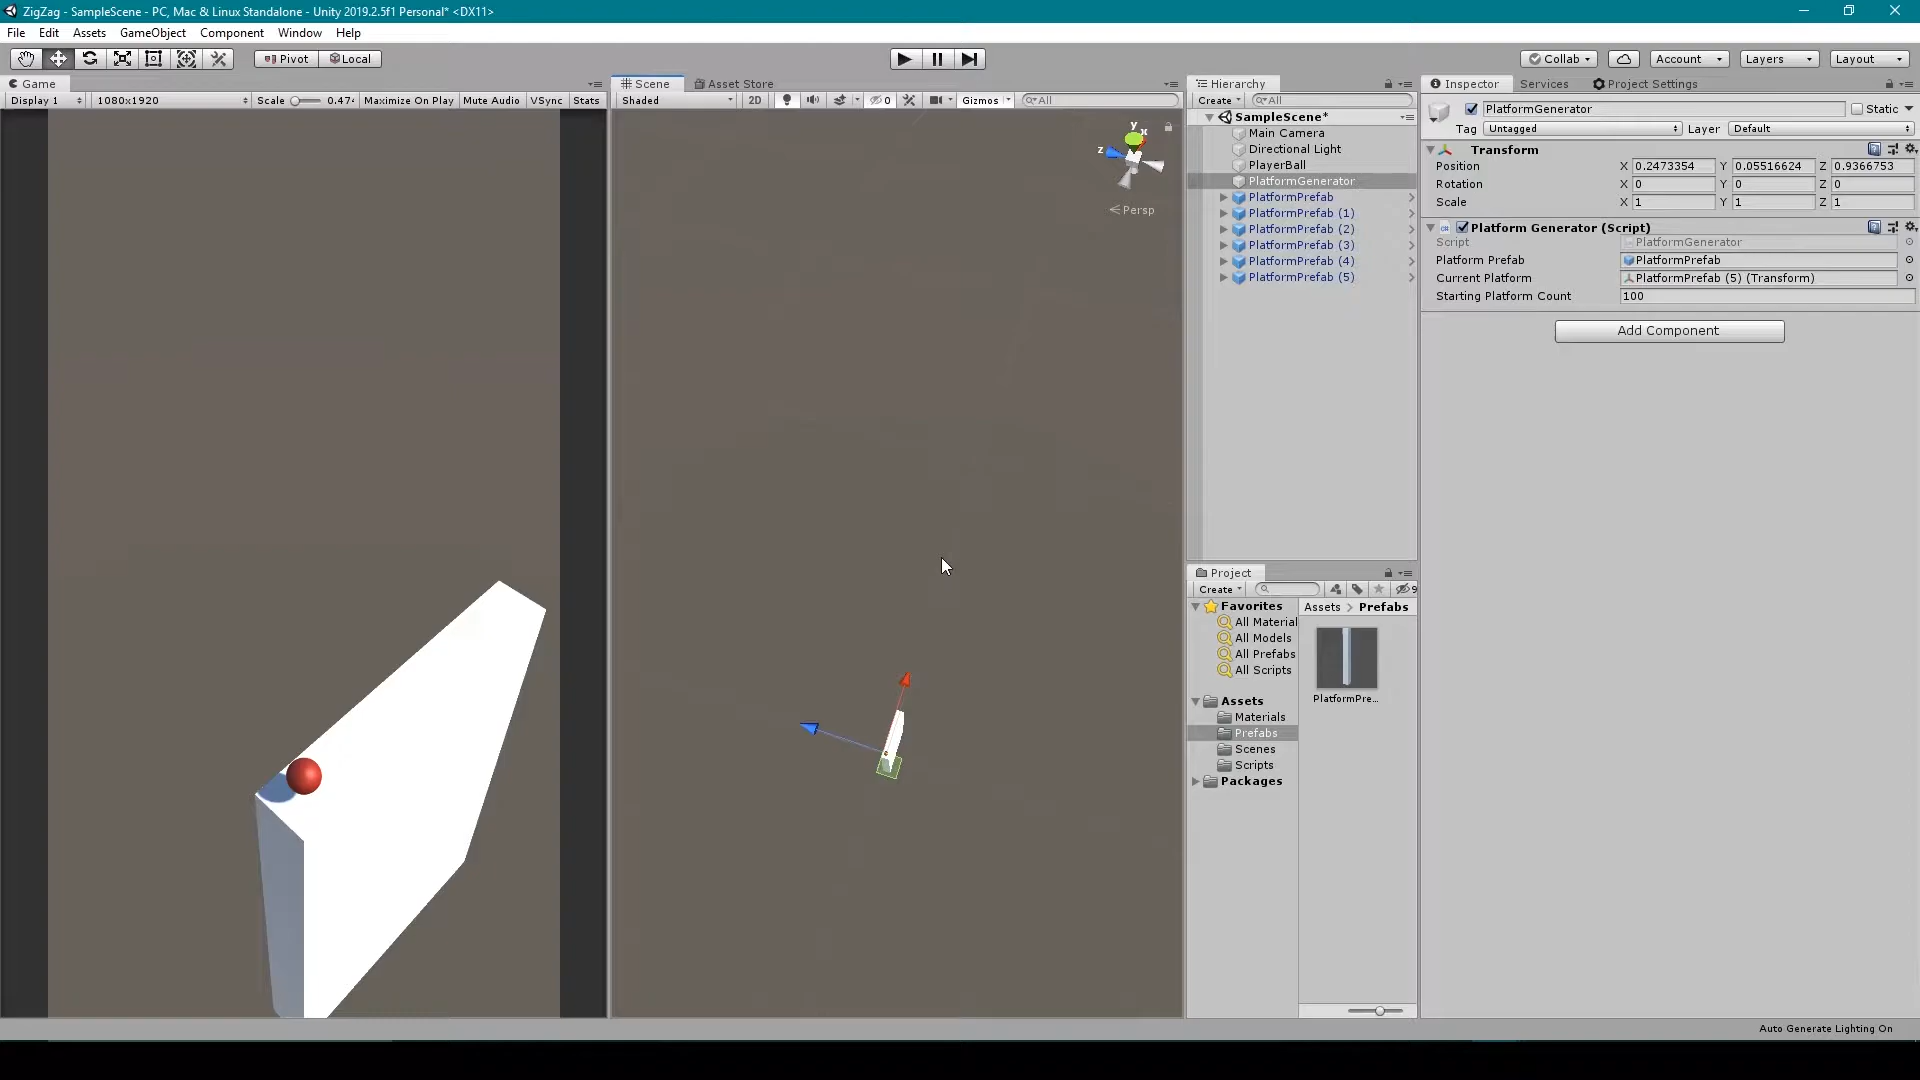 ZigZag - SampleScene - PC, Mac & Linux Standalone - Unity 2019.2.5f1 Personal* <DX11>
File Edit Assets GameObject Component Window Help
Pivot Local
Collab Account Layers Layout
Game
Display 1 1080x1920 Scale 0.47 Maximize On Play Mute Audio VSync Stats
Scene Asset Store
Shaded 2D 0 Gizmos All
y x z
Persp
Hierarchy
Create All
SampleScene*
Main Camera
Directional Light
PlayerBall
PlatformGenerator
PlatformPrefab
PlatformPrefab (1)
PlatformPrefab (2)
PlatformPrefab (3)
PlatformPrefab (4)
PlatformPrefab (5)
Project
Create 9
Favorites
All Material
All Models
All Prefabs
All Scripts
Assets
Materials
Prefabs
Scenes
Scripts
Packages
Assets > Prefabs
PlatformPre...
Inspector Services Project Settings
PlatformGenerator Static
Tag Untagged Layer Default
Transform
Position X 0.2473354 Y 0.05516624 Z 0.9366753
Rotation X 0 Y 0 Z 0
Scale X 1 Y 1 Z 1
Platform Generator (Script)
Script PlatformGenerator
Platform Prefab PlatformPrefab
Current Platform PlatformPrefab (5) (Transform)
Starting Platform Count 100
Add Component
Auto Generate Lighting On